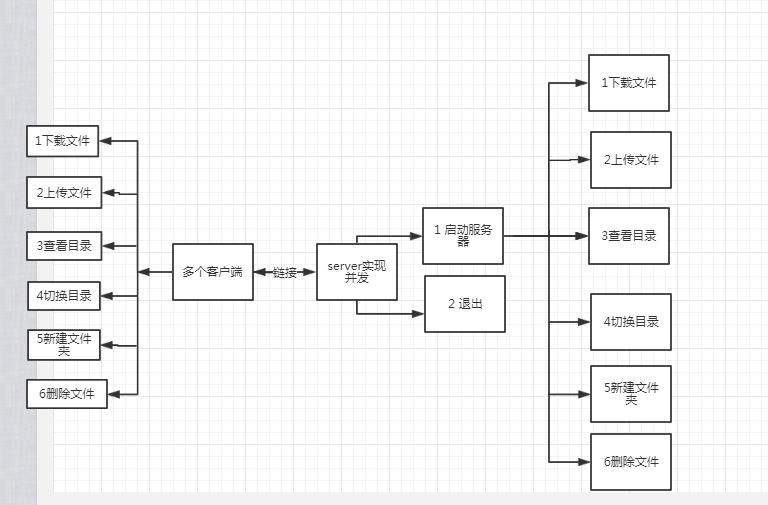 1下载文件
2上传文件
3查看目录
4切换目录
5新建文件
夹
6删除文件
多个客户端
链接
server实现
并发
1 启动服务
器
2 退出
1下载文件
2上传文件
3查看目录
4切换目录
5新建文件
夹
6删除文件